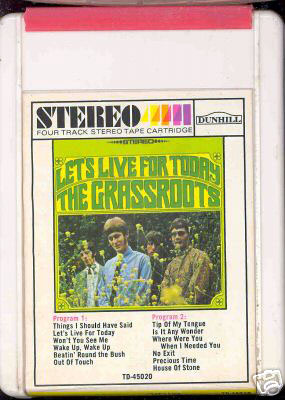 STEREO
FOUR TRACK STEREO TAPE CARTRIDGE
DUNHILL
STEREO
LET'S LIVE FOR TODAY
THE GRASSROOTS
Program 1:
Things I Should Have Said
Let's Live For Today
Won't You See Me
Wake Up, Wake Up
Beatin' Round the Bush
Out Of Touch
Program 2:
Tip Of My Tongue
Is It Any Wonder
Where Were You
When I Needed You
No Exit
Precious Time
House Of Stone
TD-45020